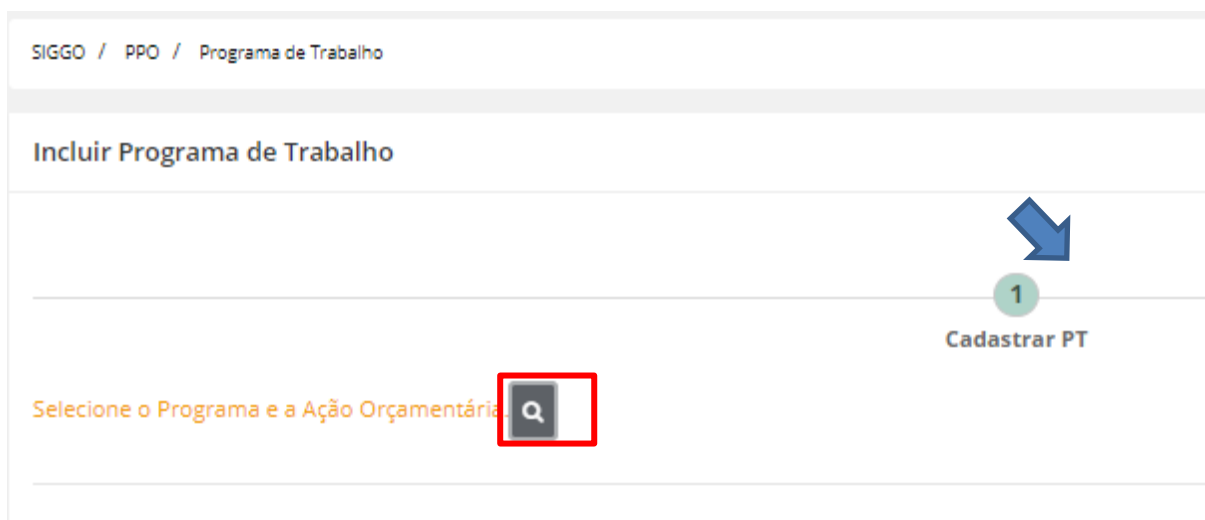 SIGGO / PPO / Programa de Trabalho
Incluir Programa de Trabalho
1
Cadastrar PT
Selecione o Programa e a Ação Orçamentária.